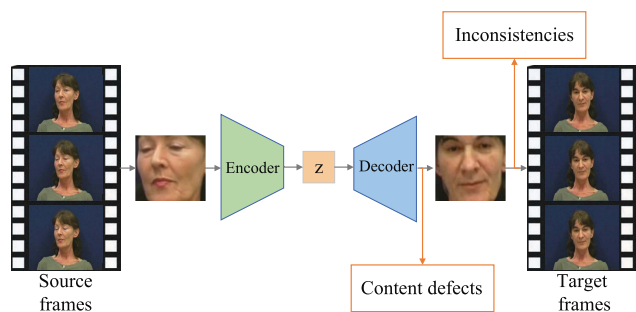 Inconsistencies
Encoder
z
Decoder
Content defects
Source
frames
Target
frames